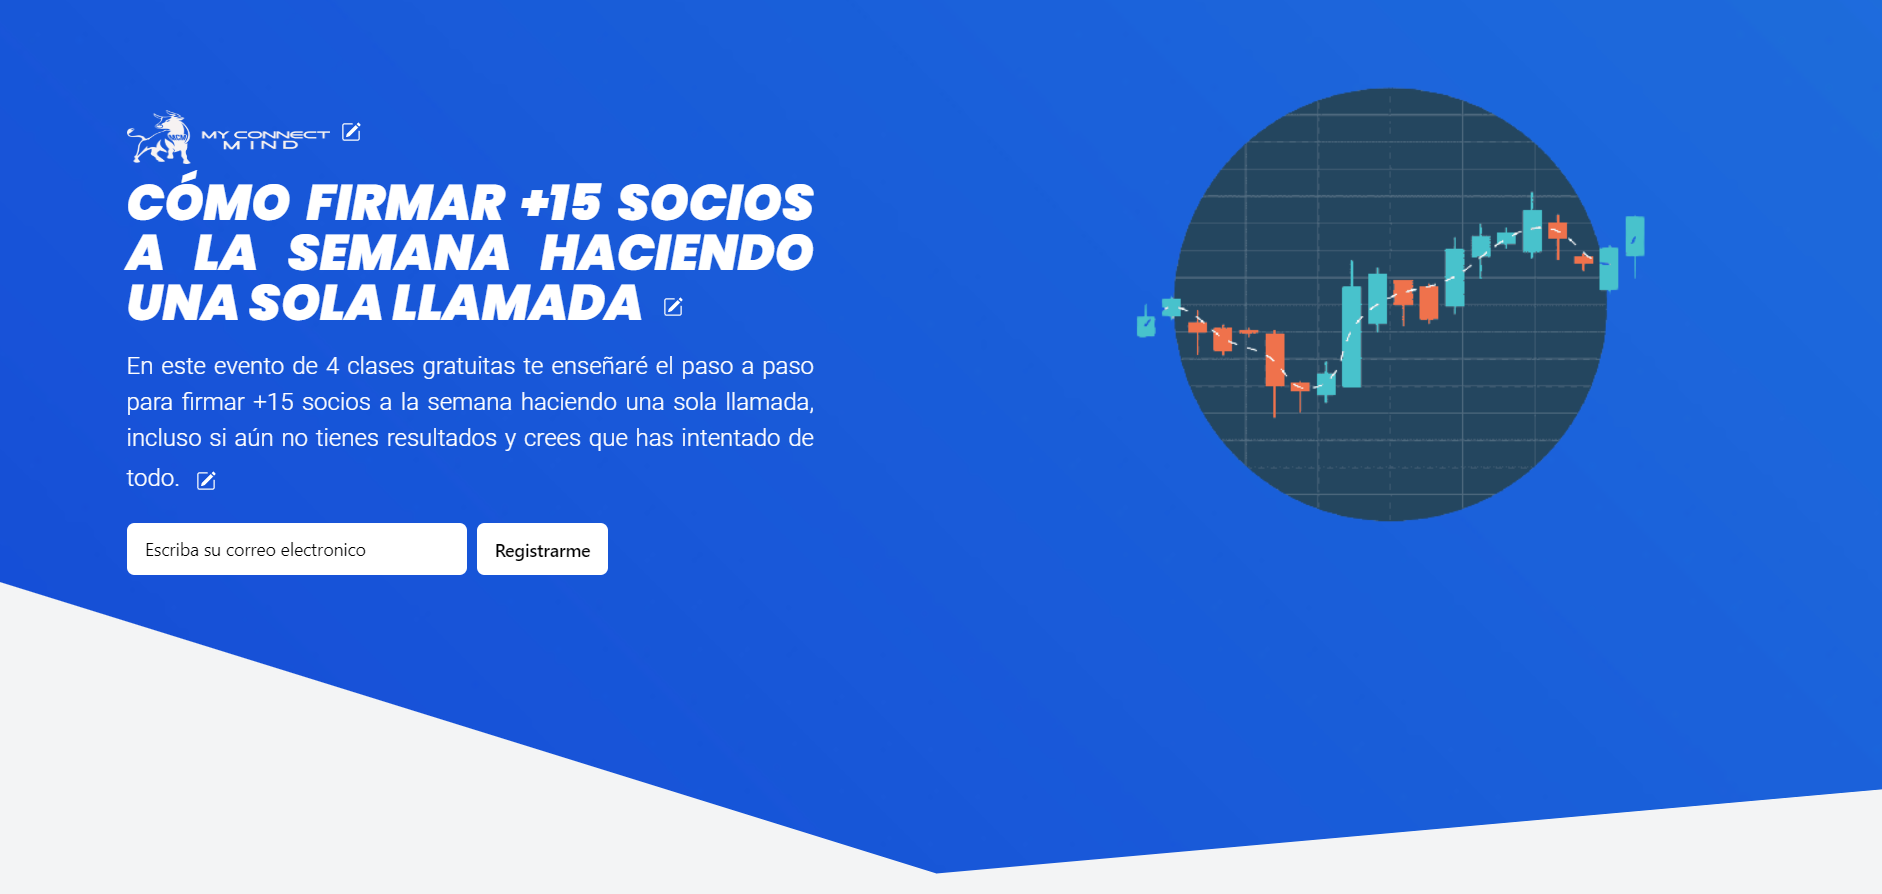 MY CONNECT
MIND
CÓMO FIRMAR +15 SOCIOS
A LA SEMANA HACIENDO
UNA SOLA LLAMADA
En este evento de 4 clases gratuitas te enseñaré el paso a paso
para firmar +15 socios a la semana haciendo una sola llamada,
incluso si aún no tienes resultados y crees que has intentado de
todo.
Escriba su correo electronico
Registrarme